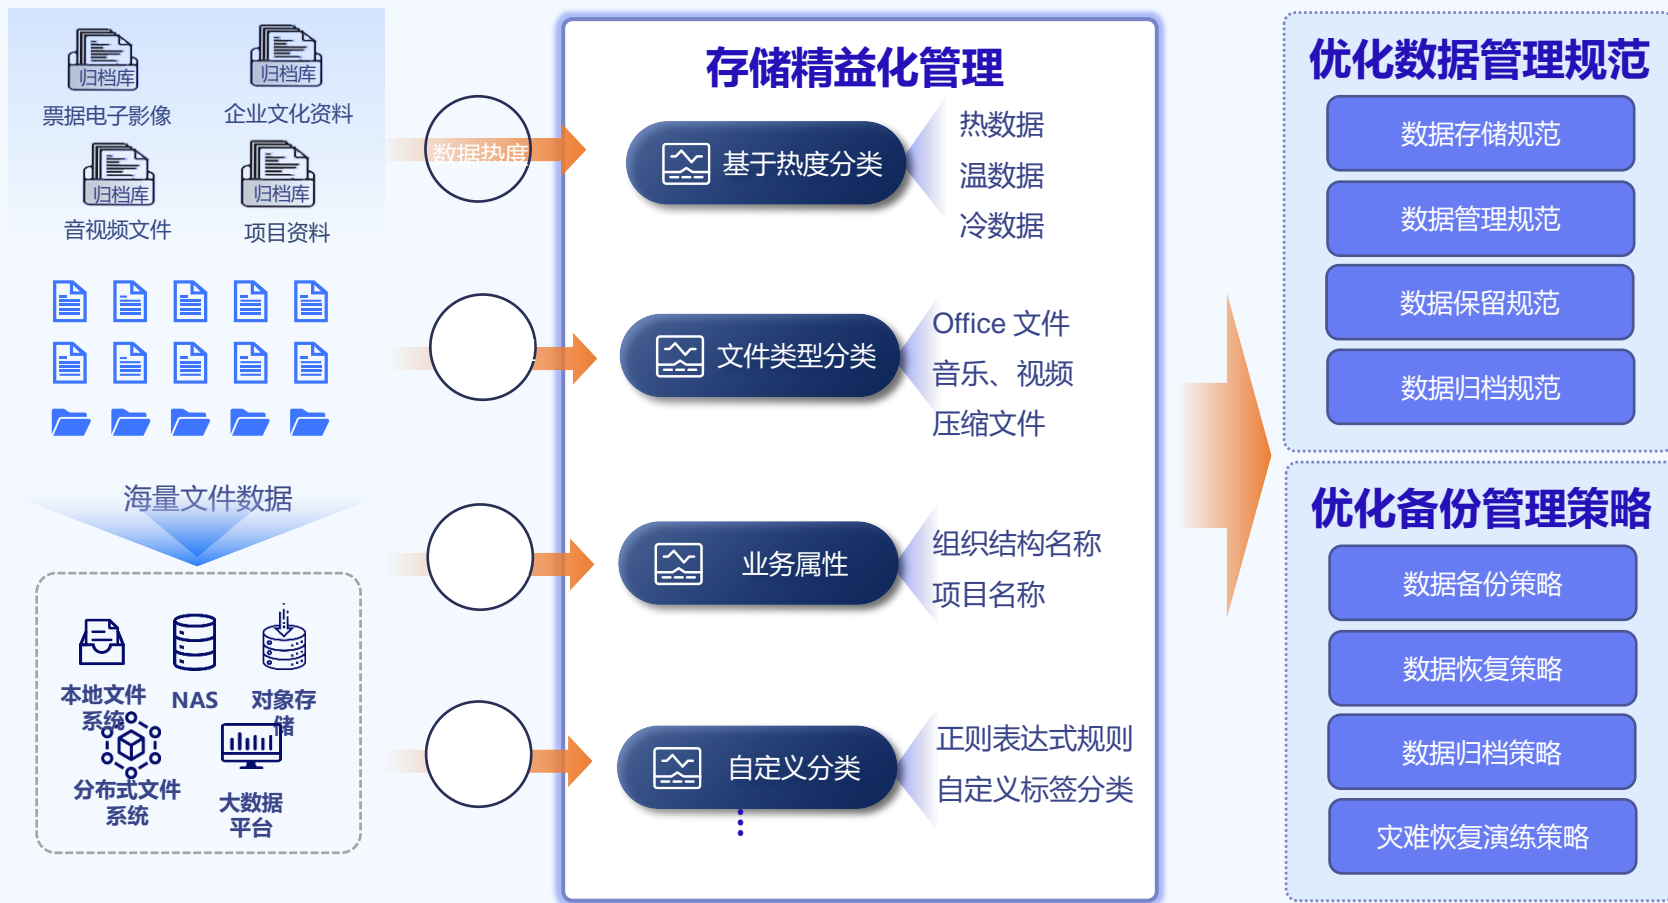 归档库
归档库
票据电子影像
企业文化资料
归档库
归档库
音视频文件
项目资料
海量文件数据
本地文件
系统
NAS
对象存
储
分布式文件
系统
大数据
平台
数据热度
存储精益化管理
基于热度分类
热数据
温数据
冷数据
文件类型分类
Office 文件
音乐、视频
压缩文件
业务属性
组织结构名称
项目名称
自定义分类
正则表达式规则
自定义标签分类
优化数据管理规范
数据存储规范
数据管理规范
数据保留规范
数据归档规范
优化备份管理策略
数据备份策略
数据恢复策略
数据归档策略
灾难恢复演练策略